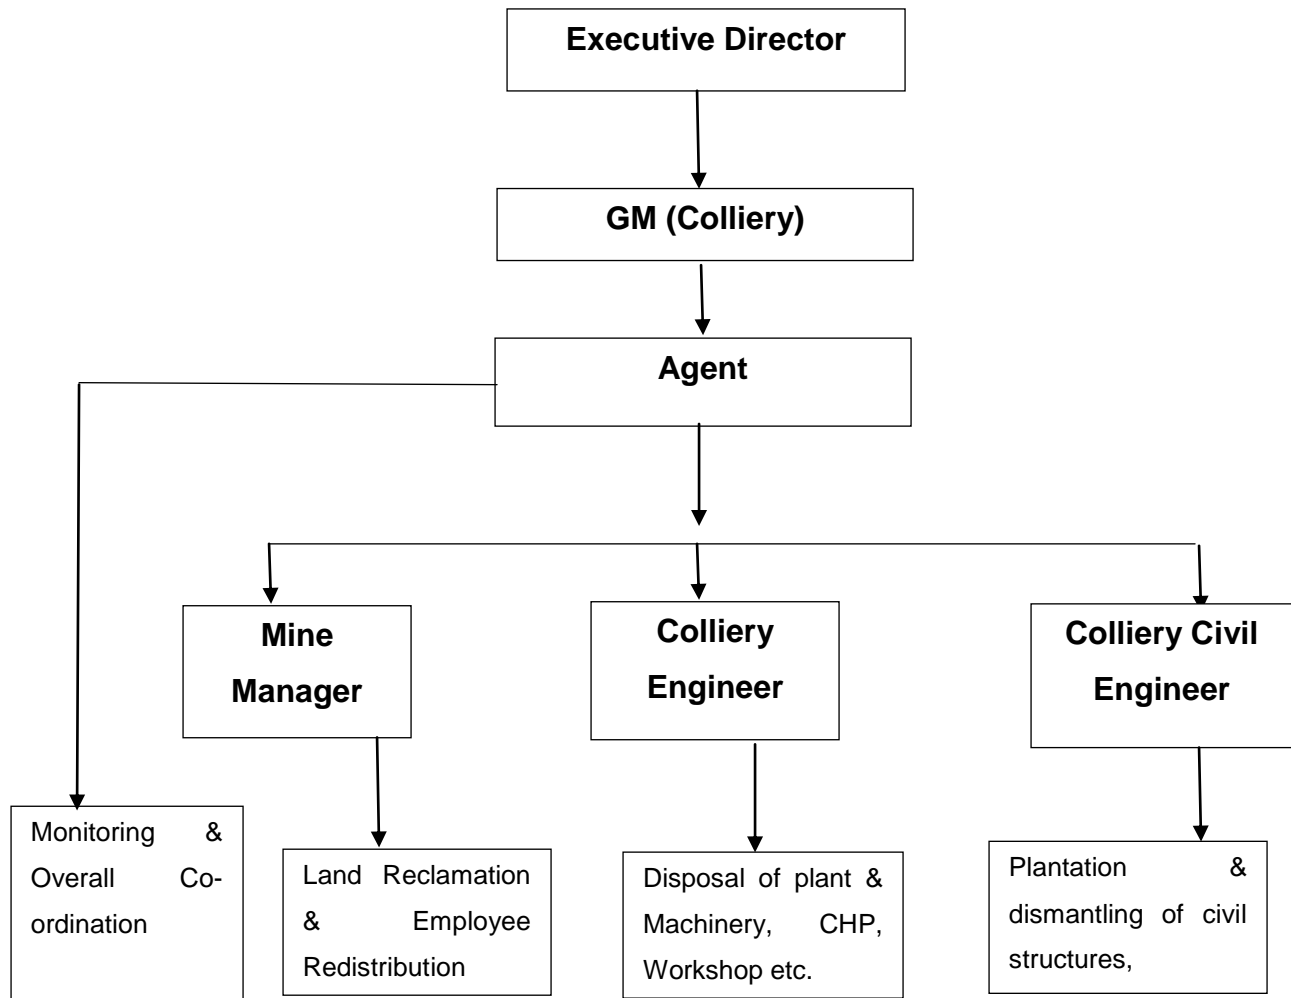 Executive Director
GM (Colliery)
Agent
Mine
Manager
Colliery
Engineer
Colliery Civil
Engineer
Monitoring &
Overall Co-
ordination
Land Reclamation
& Employee
Redistribution
Disposal of plant &
Machinery, CHP,
Workshop etc.
Plantation &
dismantling of civil
structures,